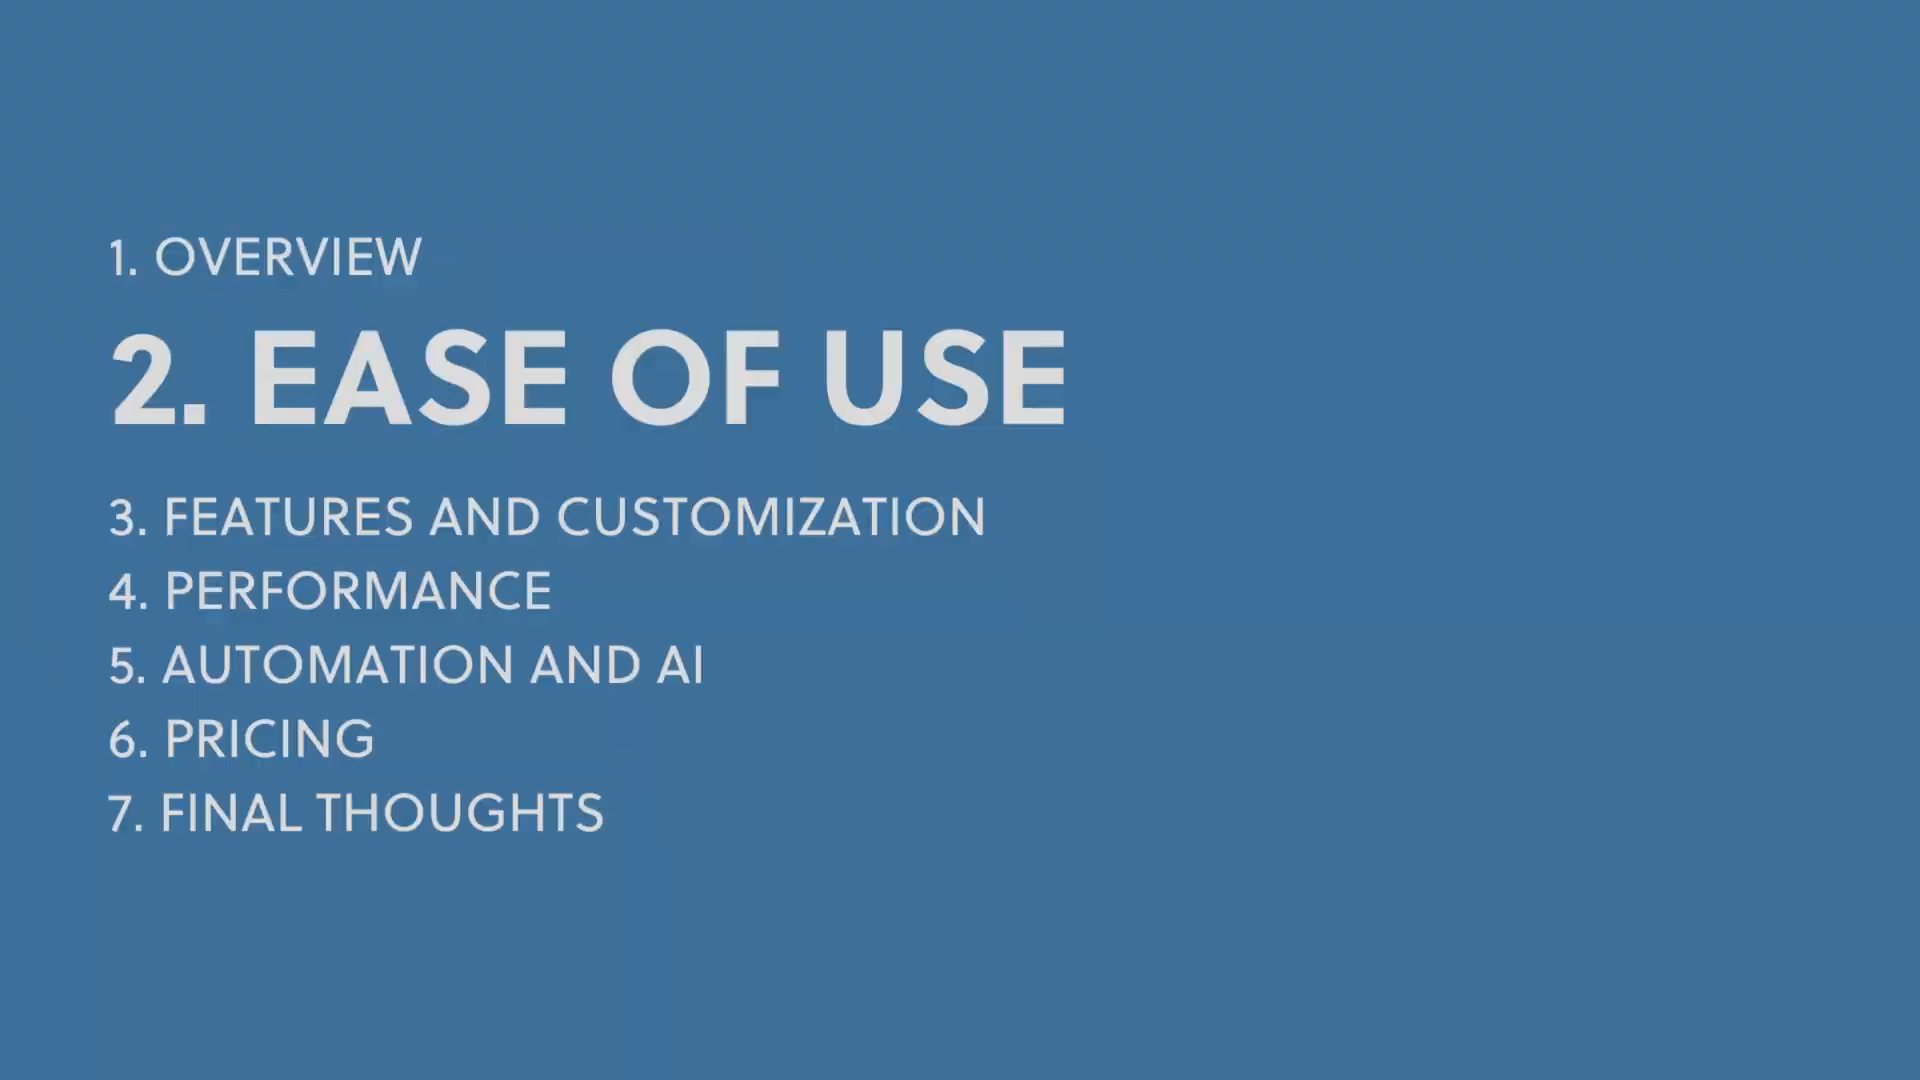 1. OVERVIEW
2. EASE OF USE
3. FEATURES AND CUSTOMIZATION
4. PERFORMANCE
5. AUTOMATION AND AI
6. PRICING
7. FINAL THOUGHTS